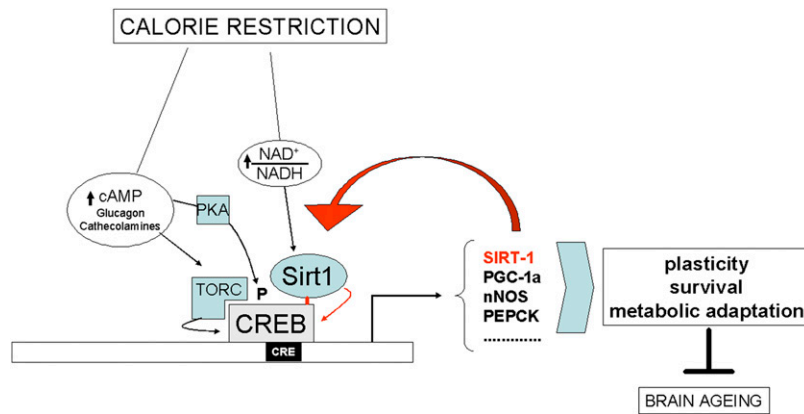 CALORIE RESTRICTION
NAD+
NADH
cAMP
Glucagon
Cathecolamines
PKA
TORC
P
Sirt1
CREB
CRE
SIRT-1
PGC-1a
nNOS
PEPCK
.............
plasticity
survival
metabolic adaptation
BRAIN AGEING